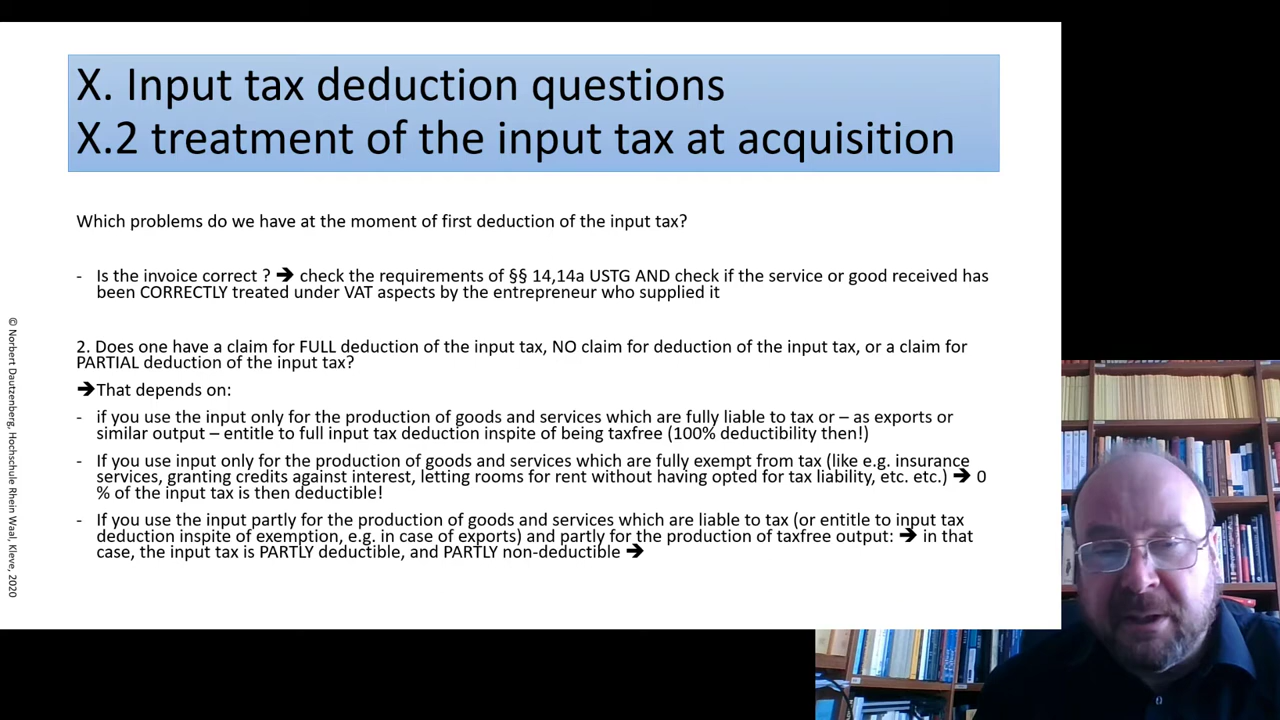 X. Input tax deduction questions
X.2 treatment of the input tax at acquisition
Which problems do we have at the moment of first deduction of the input tax?
- Is the invoice correct ? 🡺 check the requirements of §§ 14,14a USTG AND check if the service or good received has
been CORRECTLY treated under VAT aspects by the entrepreneur who supplied it
2. Does one have a claim for FULL deduction of the input tax, NO claim for deduction of the input tax, or a claim for
PARTIAL deduction of the input tax?
🡺That depends on:
- if you use the input only for the production of goods and services which are fully liable to tax or – as exports or
similar output – entitle to full input tax deduction inspite of being taxfree (100% deductibility then!)
- If you use input only for the production of goods and services which are fully exempt from tax (like e.g. insurance
services, granting credits against interest, letting rooms for rent without having opted for tax liability, etc. etc.) 🡺 0
% of the input tax is then deductible!
- If you use the input partly for the production of goods and services which are liable to tax (or entitle to input tax
deduction inspite of exemption, e.g. in case of exports) and partly for the production of taxfree output: 🡺 in that
case, the input tax is PARTLY deductible, and PARTLY non-deductible 🡺
© Norbert Dautzenberg, Hochschule Rhein Waal, Kleve, 2020